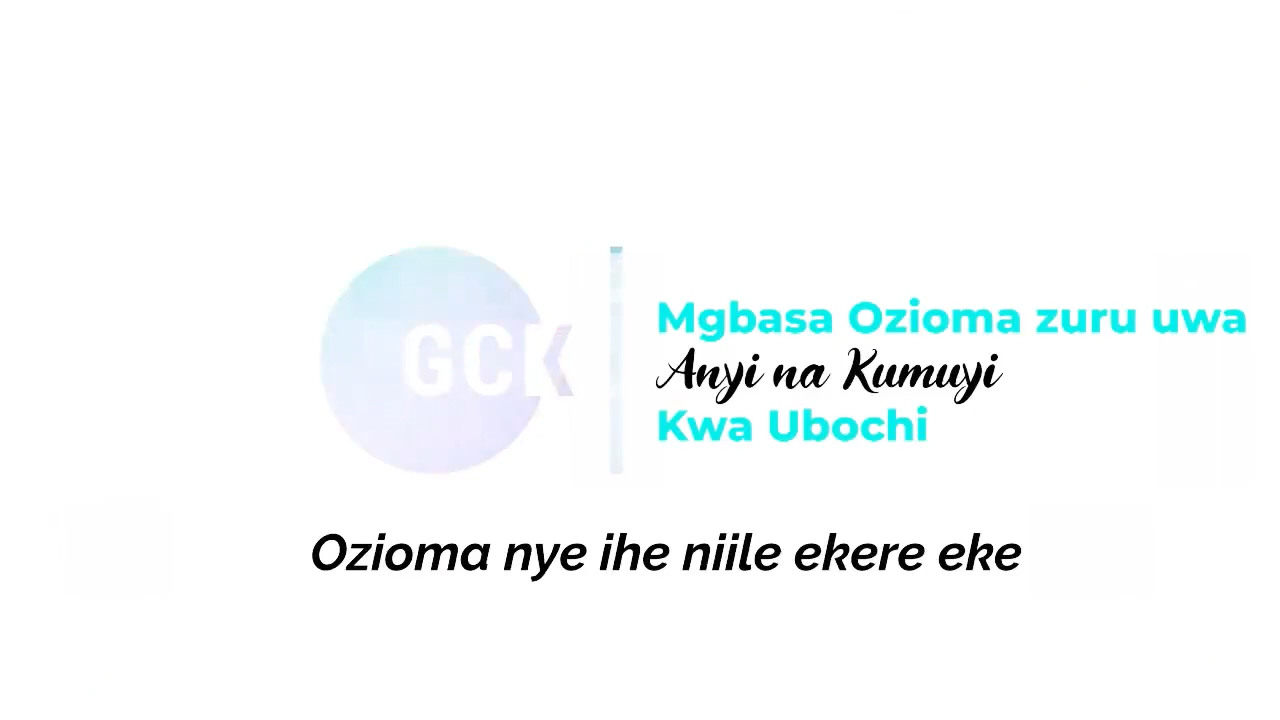 GCK
Mgbasa Ozioma zuru uwa
Anyi na Kumuyi
Kwa Ubochi
Ozioma nye ihe niile ekere eke